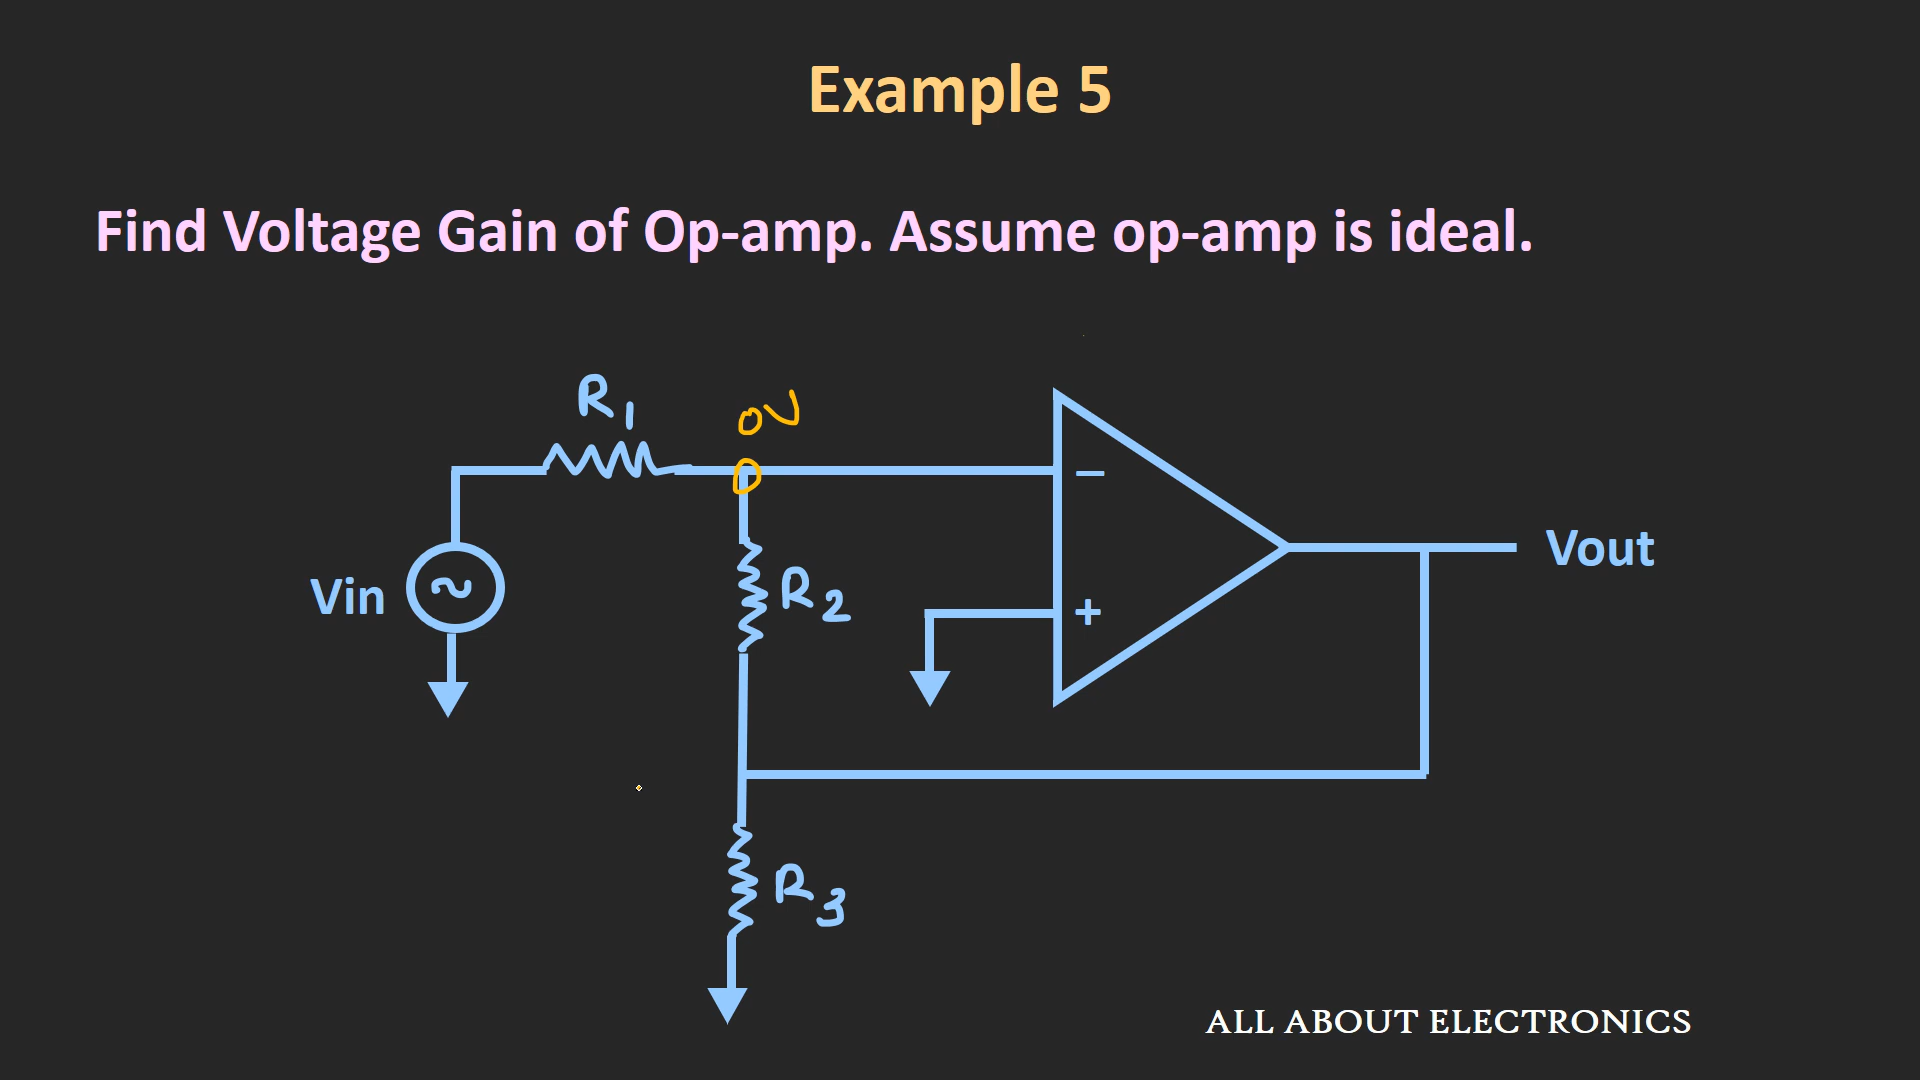 Example 5
Find Voltage Gain of Op-amp. Assume op-amp is ideal.
R1
0V
−
R2
Vout
Vin
+
R3
ALL ABOUT ELECTRONICS